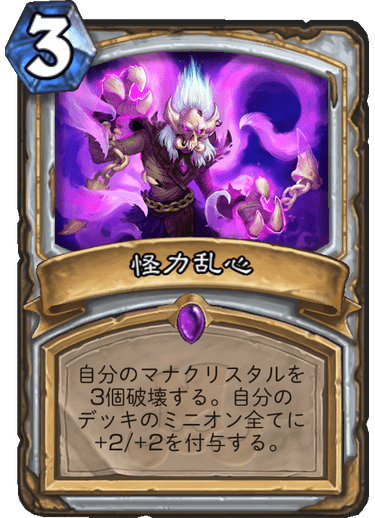 3
怪力乱心
自分のマナクリスタルを
3個破壊する。自分の
デッキのミニオン全てに
+2/+2を付与する。